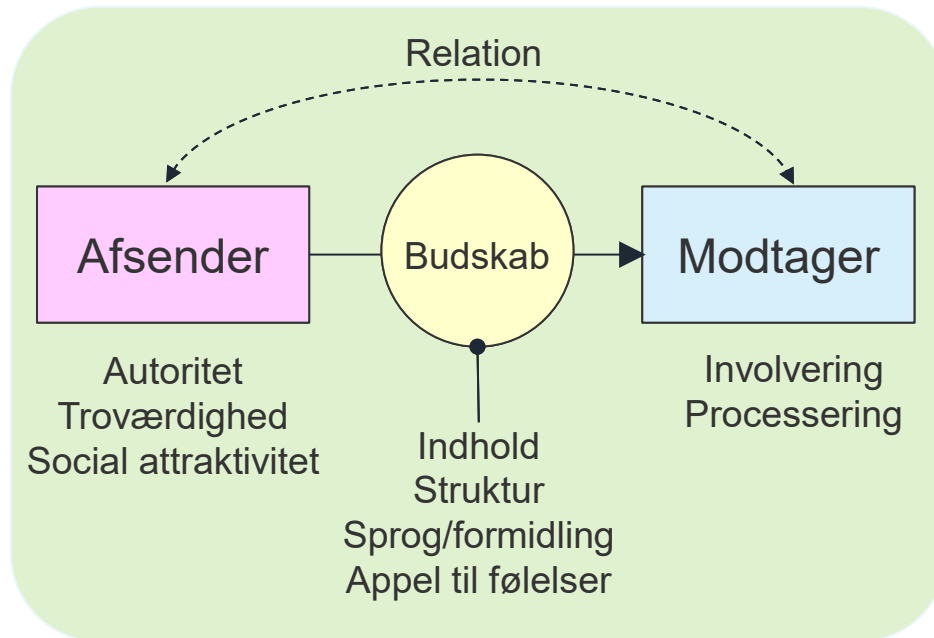 Relation
Afsender
Budskab
Modtager
Autoritet
Troværdighed
Social attraktivitet
Indhold
Struktur
Sprog/formidling
Appel til følelser
Involvering
Processering